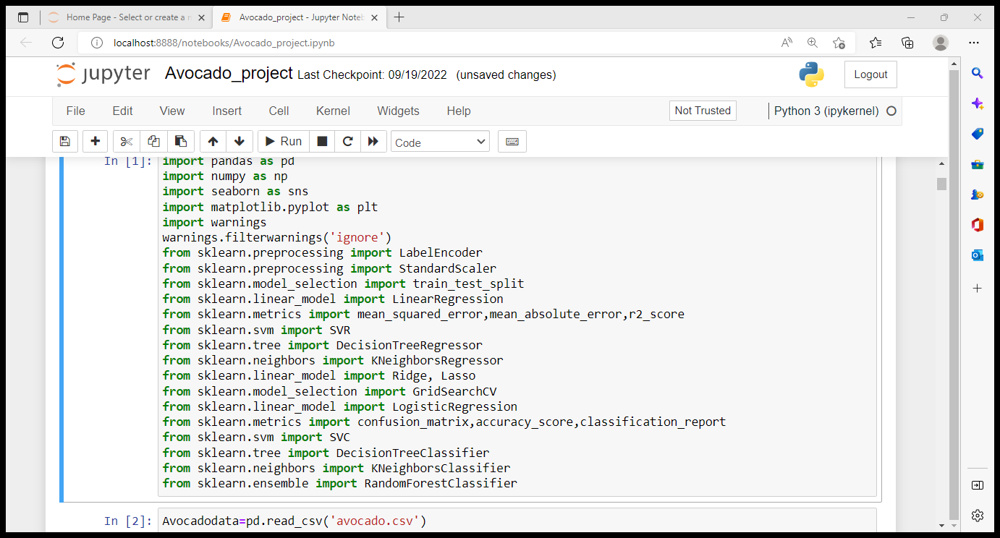 Home Page - Select or create a n
Avocado_project - Jupyter Noteb
localhost:8888/notebooks/Avocado_project.ipynb
jupyter Avocado_project Last Checkpoint: 09/19/2022 (unsaved changes) Logout
File Edit View Insert Cell Kernel Widgets Help Not Trusted Python 3 (ipykernel)
Run Code
In [1]: import pandas as pd
import numpy as np
import seaborn as sns
import matplotlib.pyplot as plt
import warnings
warnings.filterwarnings('ignore')
from sklearn.preprocessing import LabelEncoder
from sklearn.preprocessing import StandardScaler
from sklearn.model_selection import train_test_split
from sklearn.linear_model import LinearRegression
from sklearn.metrics import mean_squared_error,mean_absolute_error,r2_score
from sklearn.svm import SVR
from sklearn.tree import DecisionTreeRegressor
from sklearn.neighbors import KNeighborsRegressor
from sklearn.linear_model import Ridge, Lasso
from sklearn.model_selection import GridSearchCV
from sklearn.linear_model import LogisticRegression
from sklearn.metrics import confusion_matrix,accuracy_score,classification_report
from sklearn.svm import SVC
from sklearn.tree import DecisionTreeClassifier
from sklearn.neighbors import KNeighborsClassifier
from sklearn.ensemble import RandomForestClassifier
In [2]: Avocadodata=pd.read_csv('avocado.csv')